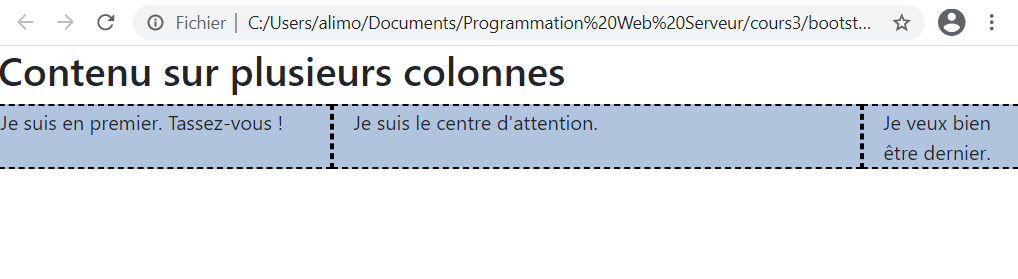 Fichier | C:/Users/alimo/Documents/Programmation%20Web%20Serveur/cours3/bootst...
Contenu sur plusieurs colonnes
Je suis en premier. Tassez-vous !
Je suis le centre d'attention.
Je veux bien
être dernier.